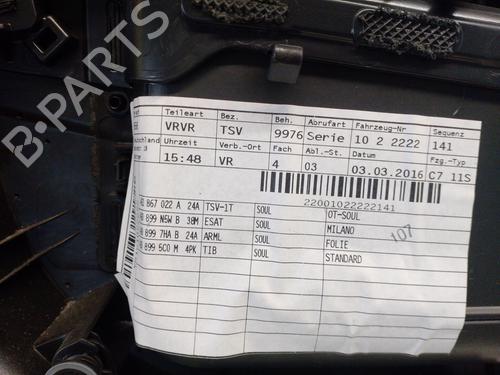 B-PARTS
Teileart Bez. Beh. Abrufart Fahrzeug-Nr Sequenz
VRVR TSV 9976 Serie 10 2 2222 141
Uhrzeit Verb.-Ort Fach Abl.-St. Datum Fzg.-Typ
15:48 VR 4 03 03.03.2016 C7 11S
22001022222141
867 022 A 24A TSV-1T SOUL OT-SOUL
899 N5W B 38M ESAT SOUL MILANO
899 7HA B 24A ARML SOUL FOLIE
899 5C0 M 4PK TIB SOUL STANDARD
107